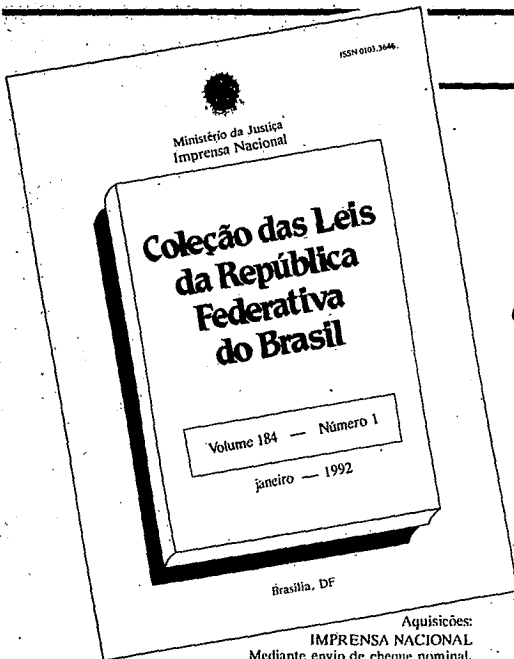 ISSN 0103.3646.
Ministério da Justiça
Imprensa Nacional
Coleção das Leis
da República
Federativa
do Brasil
Volume 184 — Número 1
janeiro — 1992
Brasília, DF
Aquisições:
IMPRENSA NACIONAL
Mediante envio de cheque nominal.